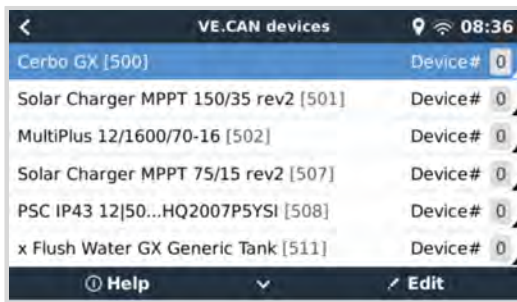 VE.CAN devices 08:36
Cerbo GX [500] Device# 0
Solar Charger MPPT 150/35 rev2 [501] Device# 0
MultiPlus 12/1600/70-16 [502] Device# 0
Solar Charger MPPT 75/15 rev2 [507] Device# 0
PSC IP43 12|50...HQ2007P5YSI [508] Device# 0
x Flush Water GX Generic Tank [511] Device# 0
Help Edit